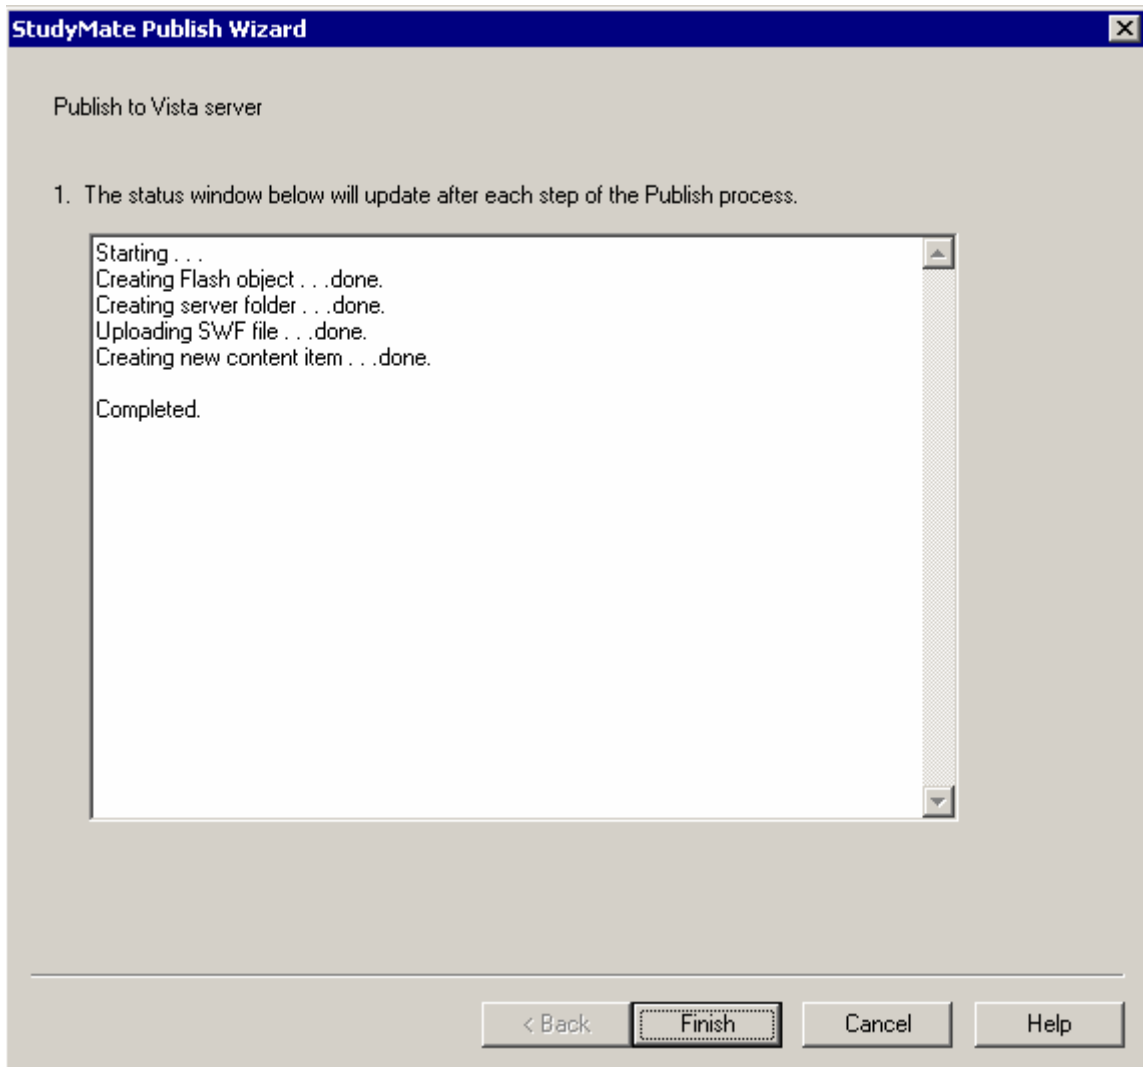 StudyMate Publish Wizard
Publish to Vista server
1. The status window below will update after each step of the Publish process.
Starting . . .
Creating Flash object . . .done.
Creating server folder . . .done.
Uploading SWF file . . .done.
Creating new content item . . .done.
Completed.
< Back Finish Cancel Help